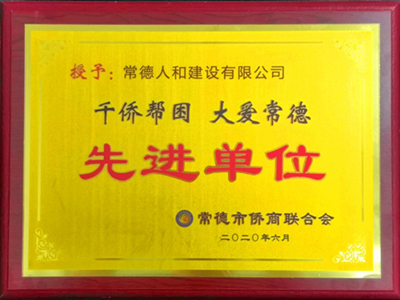 授予：常德人和建设有限公司
千侨帮困 大爱常德
先进单位
常德市侨商联合会
二〇二〇年六月